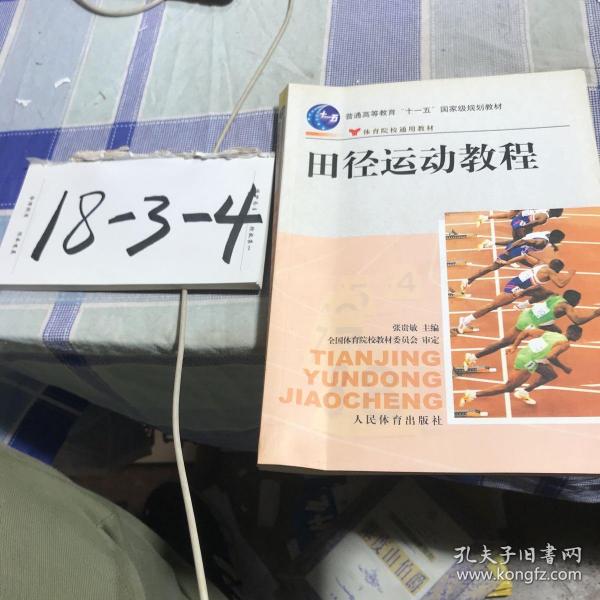 十一五
普通高等教育"十一五"国家级规划教材
体育院校通用教材
田径运动教程
18-3-4
张贵敏 主编
全国体育院校教材委员会 审定
TIANJING
YUNDONG
JIAOCHENG
人民体育出版社
孔夫子旧书网
www.kongfz.com